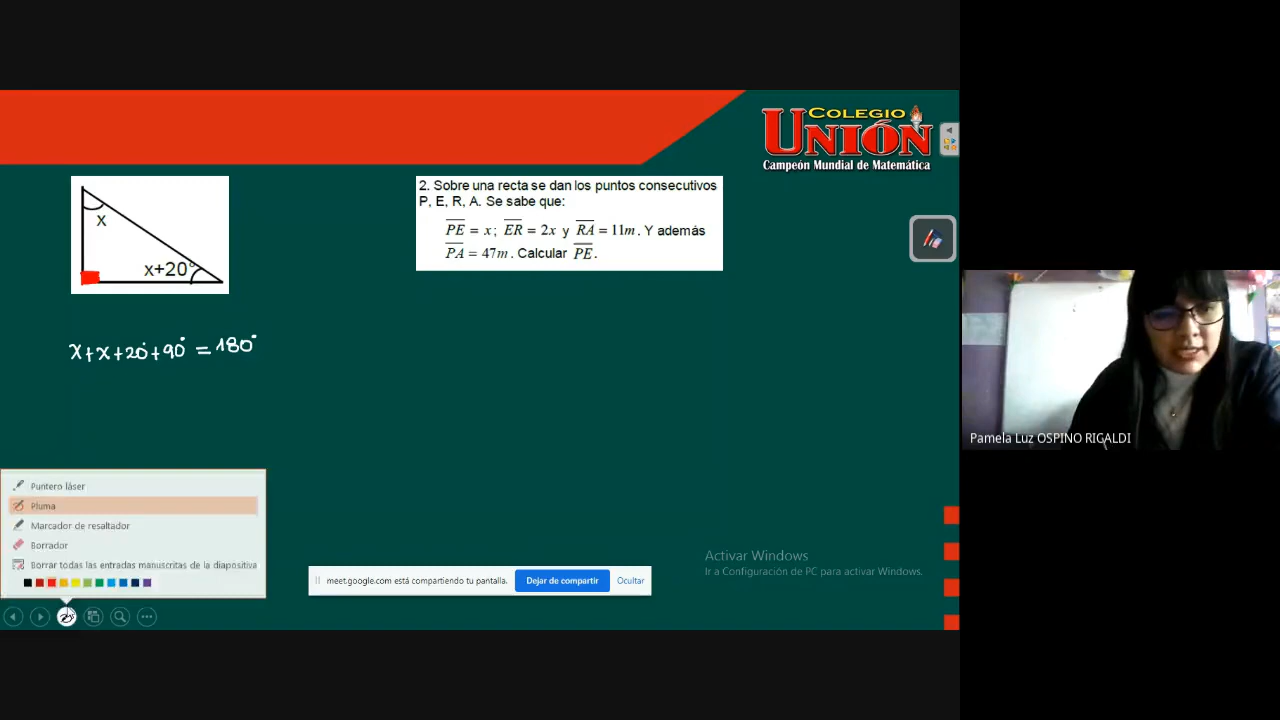 COLEGIO
UNIÓN
Campeón Mundial de Matemática
x
x+20°
x+x+20°+90° = 180°
2. Sobre una recta se dan los puntos consecutivos
P, E, R, A. Se sabe que:
PE = x; ER = 2x y RA = 11m. Y además
PA = 47m. Calcular PE.
Pamela Luz OSPINO RIGALDI
Puntero láser
Pluma
Marcador de resaltador
Borrador
Borrar todas las entradas manuscritas de la diapositiva
meet.google.com está compartiendo tu pantalla.
Dejar de compartir
Ocultar
Activar Windows
Ir a Configuración de PC para activar Windows.